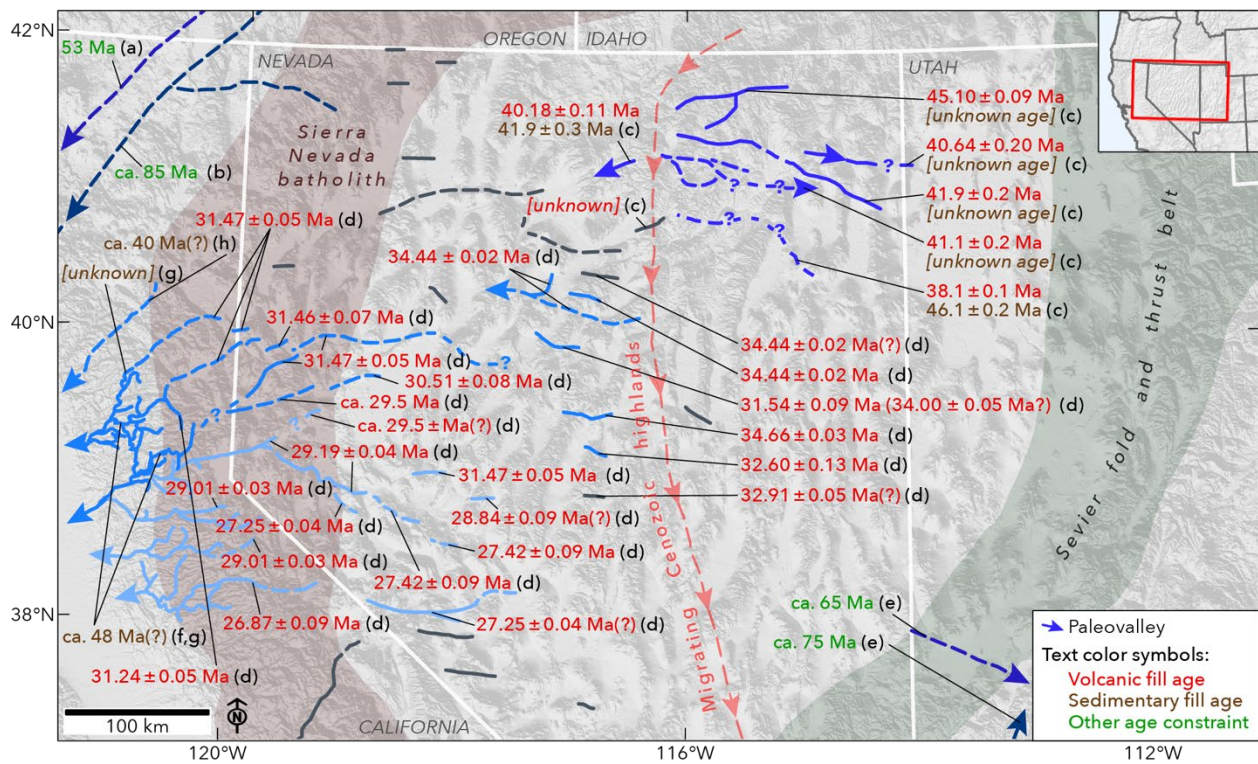 42°N
40°N
38°N
OREGON
IDAHO
NEVADA
UTAH
CALIFORNIA
53 Ma (a)
ca. 85 Ma (b)
Sierra
Nevada
batholith
31.47 ± 0.05 Ma (d)
ca. 40 Ma(?) (h)
[unknown] (g)
31.46 ± 0.07 Ma (d)
31.47 ± 0.05 Ma (d)
30.51 ± 0.08 Ma (d)
ca. 29.5 Ma (d)
ca. 29.5 ± Ma(?) (d)
29.19 ± 0.04 Ma (d)
29.01 ± 0.03 Ma (d)
27.25 ± 0.04 Ma (d)
29.01 ± 0.03 Ma (d)
27.42 ± 0.09 Ma (d)
26.87 ± 0.09 Ma (d)
ca. 48 Ma(?) (f,g)
31.24 ± 0.05 Ma (d)
40.18 ± 0.11 Ma
41.9 ± 0.3 Ma (c)
[unknown] (c)
34.44 ± 0.02 Ma (d)
31.47 ± 0.05 Ma (d)
28.84 ± 0.09 Ma(?) (d)
27.42 ± 0.09 Ma (d)
27.25 ± 0.04 Ma(?) (d)
Migrating Cenozoic highlands
45.10 ± 0.09 Ma
[unknown age] (c)
40.64 ± 0.20 Ma
[unknown age] (c)
41.9 ± 0.2 Ma
[unknown age] (c)
41.1 ± 0.2 Ma
[unknown age] (c)
38.1 ± 0.1 Ma
46.1 ± 0.2 Ma (c)
34.44 ± 0.02 Ma(?) (d)
34.44 ± 0.02 Ma (d)
31.54 ± 0.09 Ma (34.00 ± 0.05 Ma?) (d)
34.66 ± 0.03 Ma (d)
32.60 ± 0.13 Ma (d)
32.91 ± 0.05 Ma(?) (d)
Sevier fold and thrust belt
ca. 65 Ma (e)
ca. 75 Ma (e)
?
?
?
?
?
?
?
?
?
Paleovalley
Text color symbols:
Volcanic fill age
Sedimentary fill age
Other age constraint
100 km
N
120°W
116°W
112°W